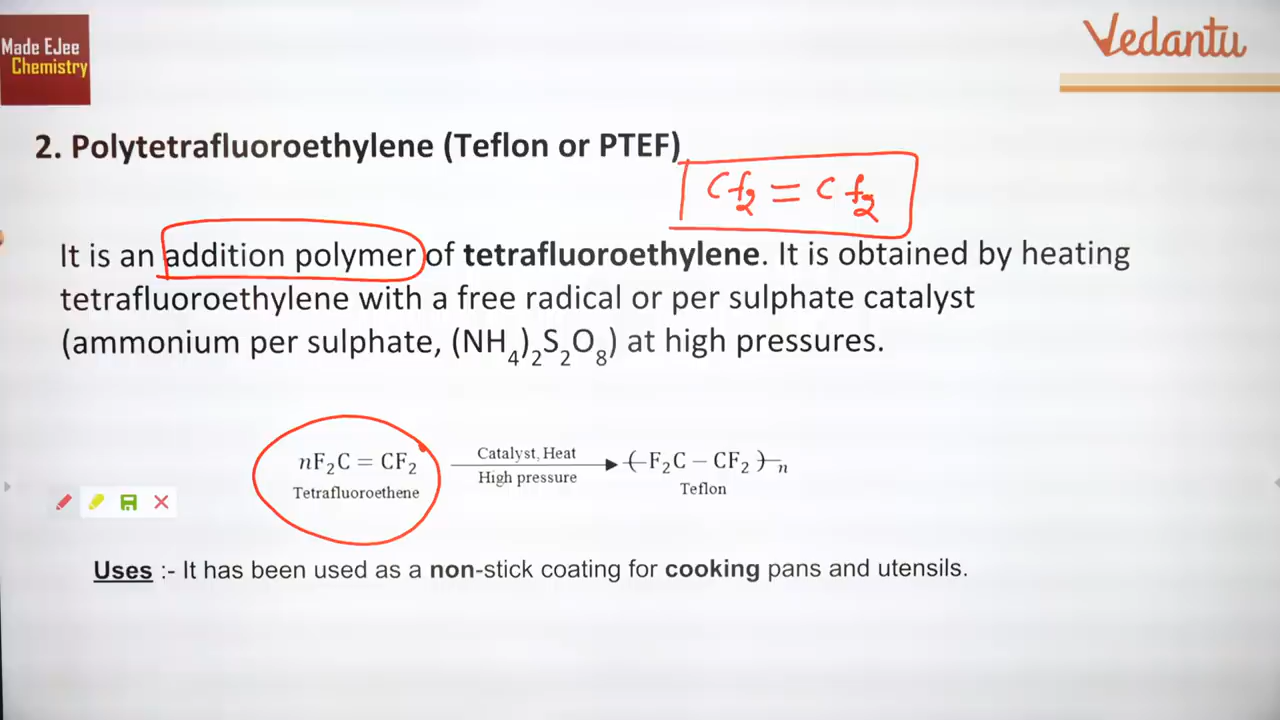 Made EJee
Chemistry
Vedantu
2. Polytetrafluoroethylene (Teflon or PTEF)
Cf₂ = Cf₂
It is an addition polymer of tetrafluoroethylene. It is obtained by heating
tetrafluoroethylene with a free radical or per sulphate catalyst
(ammonium per sulphate, (NH₄)₂S₂O₈) at high pressures.
nF₂C = CF₂
Tetrafluoroethene
Catalyst, Heat
High pressure
(F₂C – CF₂)n
Teflon
Uses :- It has been used as a non-stick coating for cooking pans and utensils.